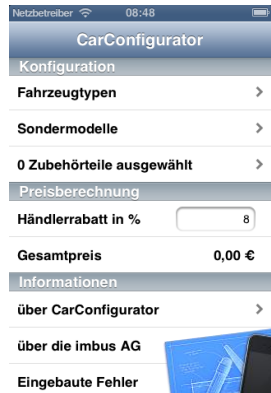 Netzbetreiber 08:48
CarConfigurator
Konfiguration
Fahrzeugtypen
Sondermodelle
0 Zubehörteile ausgewählt
Preisberechnung
Händlerrabatt in % 8
Gesamtpreis 0,00 €
Informationen
über CarConfigurator
über die imbus AG
Eingebaute Fehler